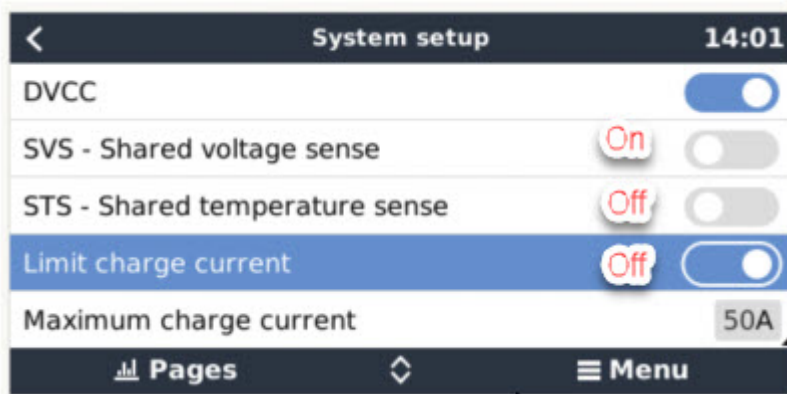 System setup 14:01
DVCC
SVS - Shared voltage sense On
STS - Shared temperature sense Off
Limit charge current Off
Maximum charge current 50A
Pages Menu